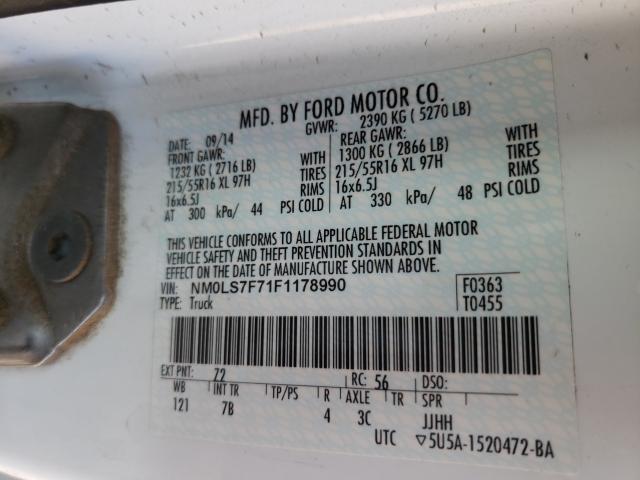 MFD. BY FORD MOTOR CO.
DATE: 09/14 GVWR: 2390 KG ( 5270 LB)
FRONT GAWR: REAR GAWR:
1232 KG ( 2716 LB) WITH 1300 KG ( 2866 LB) WITH
215/55R16 XL 97H TIRES 215/55R16 XL 97H TIRES
16x6.5J RIMS 16x6.5J RIMS
AT 300 kPa/ 44 PSI COLD AT 330 kPa/ 48 PSI COLD
THIS VEHICLE CONFORMS TO ALL APPLICABLE FEDERAL MOTOR
VEHICLE SAFETY AND THEFT PREVENTION STANDARDS IN
EFFECT ON THE DATE OF MANUFACTURE SHOWN ABOVE.
VIN: NM0LS7F71F1178990 F0363
TYPE: Truck T0455
EXT PNT: 72 RC: 56 DSO:
WB INT TR TP/PS R AXLE TR SPR
121 7B 4 3C JJHH
UTC ▽5U5A-1520472-BA